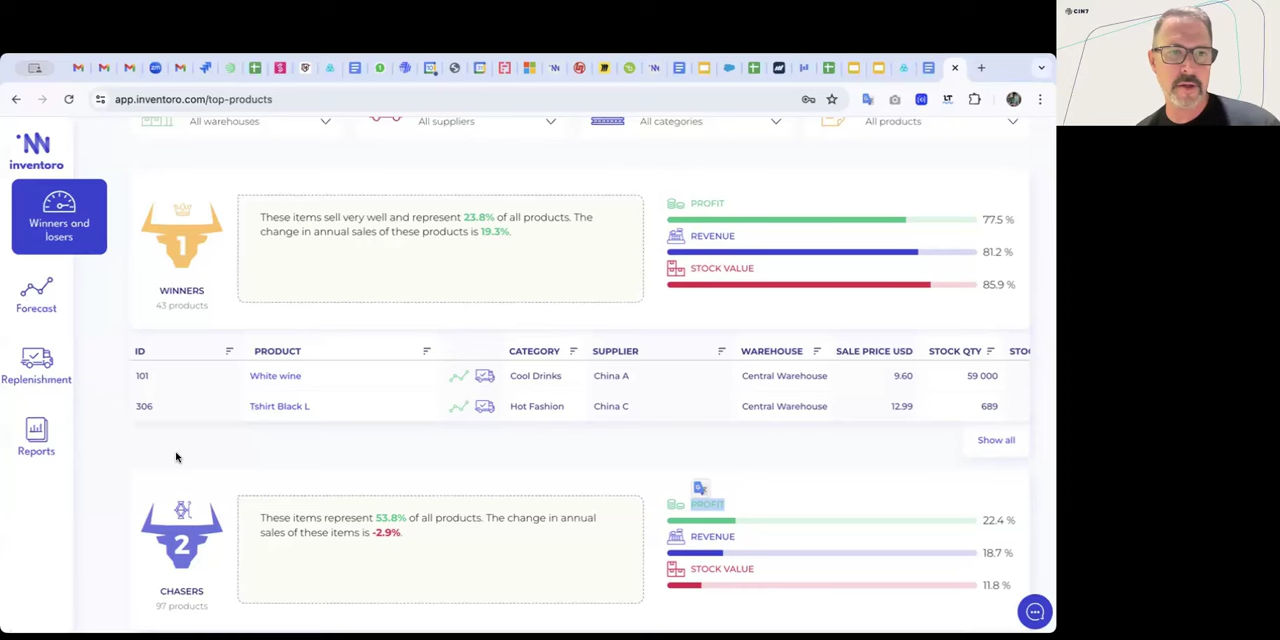 CIN7
app.inventoro.com/top-products
inventoro
Winners and
losers
Forecast
Replenishment
Reports
All warehouses
All suppliers
All categories
All products
1
WINNERS
43 products
These items sell very well and represent 23.8% of all products. The
change in annual sales of these products is 19.3%.
PROFIT
77.5 %
REVENUE
81.2 %
STOCK VALUE
85.9 %
ID PRODUCT CATEGORY SUPPLIER WAREHOUSE SALE PRICE USD STOCK QTY STOC
101 White wine Cool Drinks China A Central Warehouse 9.60 59 000
306 Tshirt Black L Hot Fashion China C Central Warehouse 12.99 689
Show all
2
CHASERS
97 products
These items represent 53.8% of all products. The change in annual
sales of these items is -2.9%.
PROFIT
22.4 %
REVENUE
18.7 %
STOCK VALUE
11.8 %